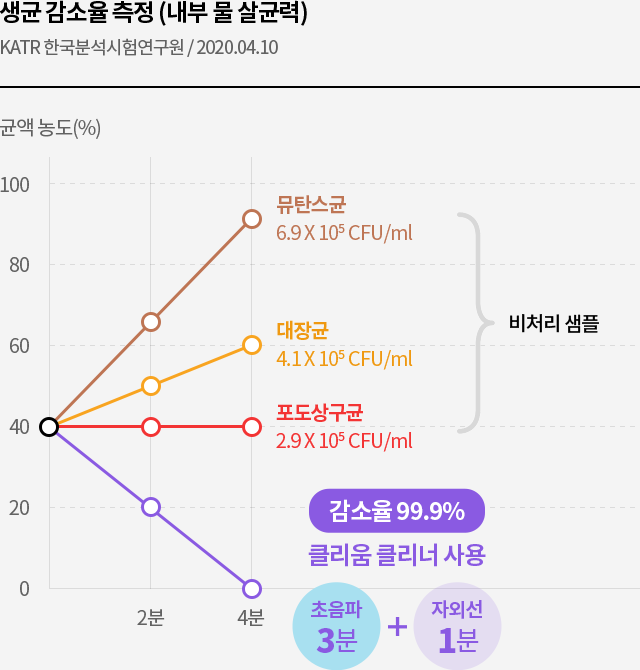 생균 감소율 측정 (내부 물 살균력)
KATR 한국분석시험연구원 / 2020.04.10
균액 농도(%)
100
뮤탄스균
6.9 X 10⁵ CFU/ml
80
비처리 샘플
대장균
60
4.1 X 10⁵ CFU/ml
포도상구균
40
2.9 X 10⁵ CFU/ml
20
감소율 99.9%
클리움 클리너 사용
0
2분
4분
초음파
3분
+
자외선
1분